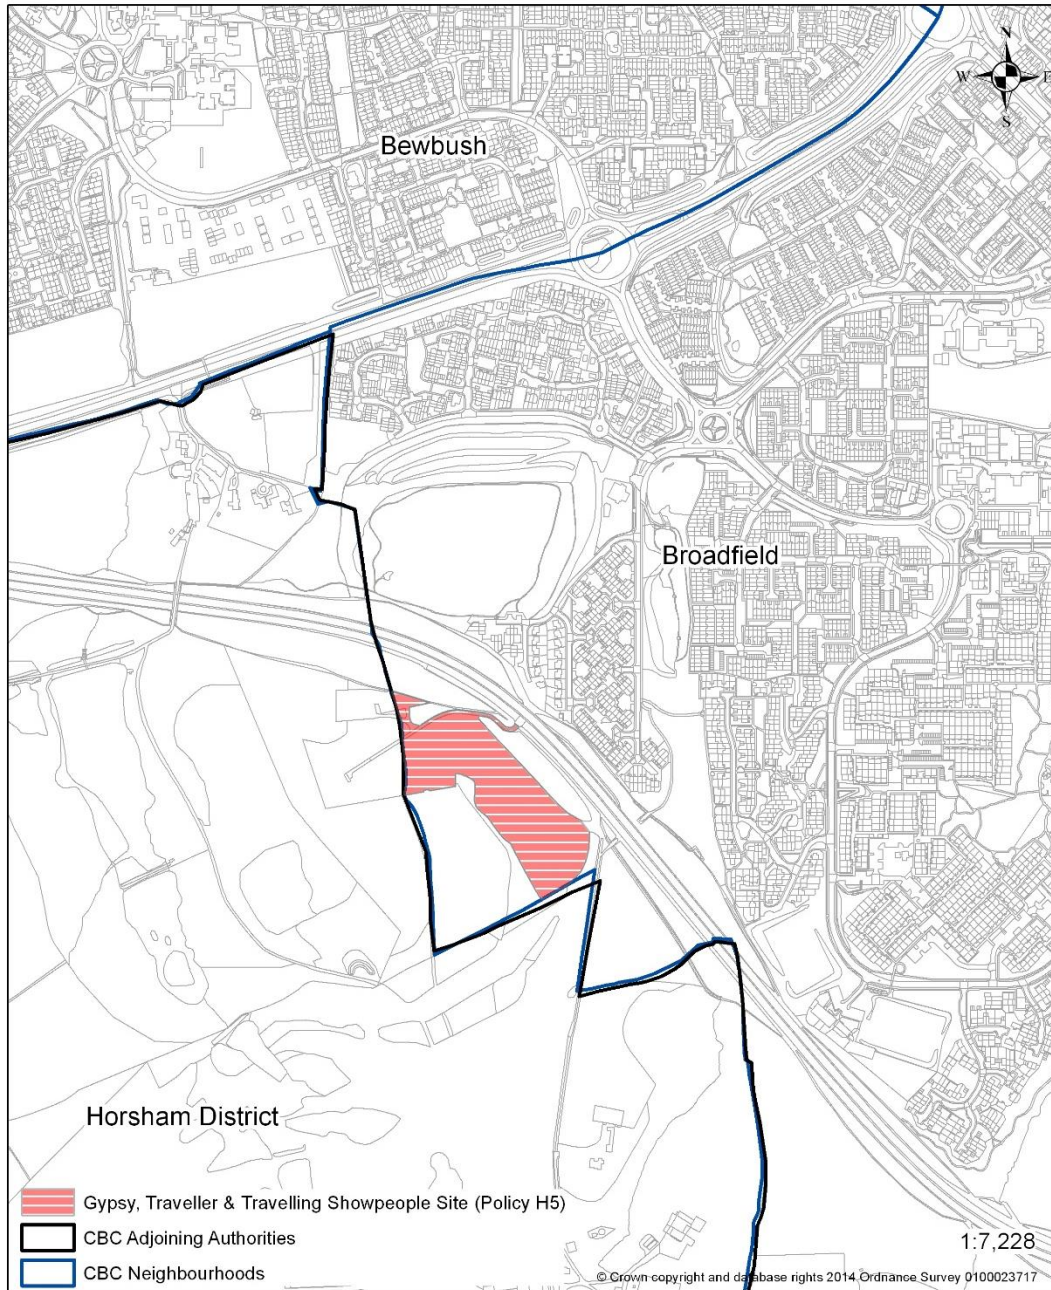 N
W
E
S
Bewbush
Broadfield
Horsham District
Gypsy, Traveller & Travelling Showpeople Site (Policy H5)
CBC Adjoining Authorities
CBC Neighbourhoods
1:7,228
© Crown copyright and database rights 2014 Ordnance Survey 0100023717